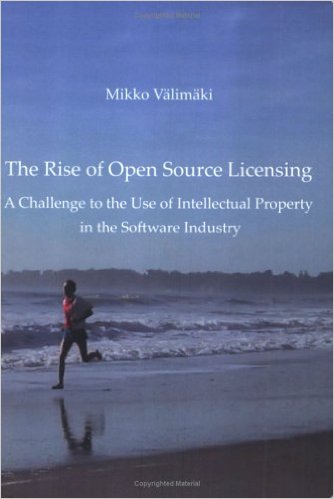 Mikko Välimäki
The Rise of Open Source Licensing
A Challenge to the Use of Intellectual Property
in the Software Industry
Copyrighted Material
Copyrighted Material